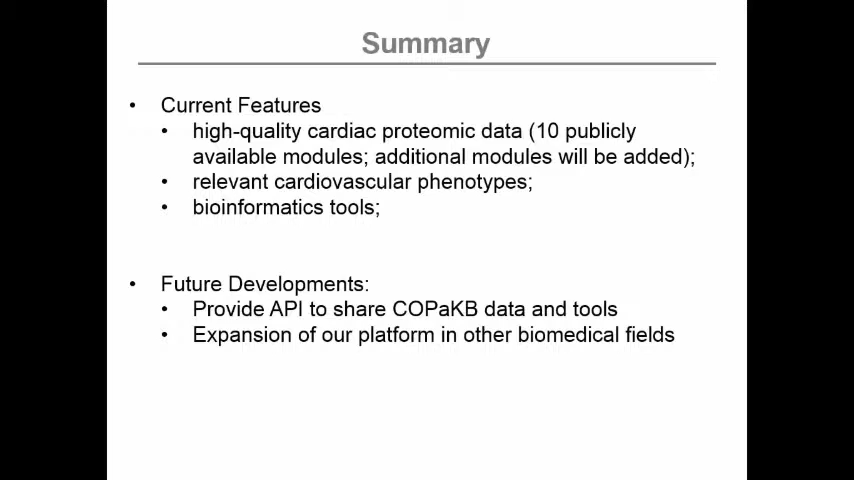 Summary
• Current Features
• high-quality cardiac proteomic data (10 publicly
available modules; additional modules will be added);
• relevant cardiovascular phenotypes;
• bioinformatics tools;
• Future Developments:
• Provide API to share COPaKB data and tools
• Expansion of our platform in other biomedical fields